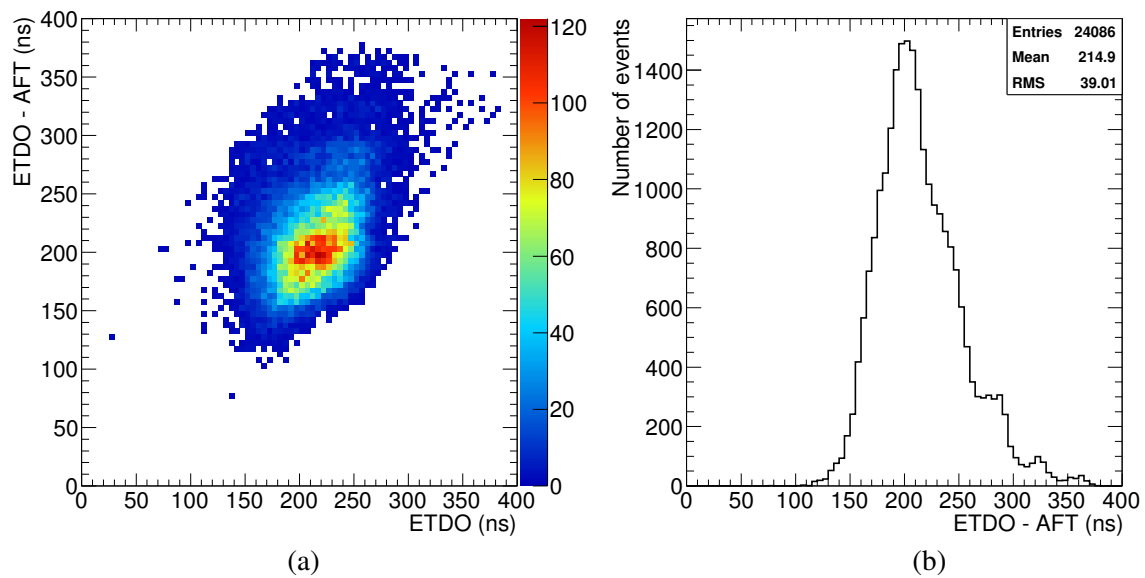 ETDO - AFT (ns)
400
350
300
250
200
150
100
50
0
0 50 100 150 200 250 300 350 400
ETDO (ns)
120
100
80
60
40
20
0
(a)
Number of events
1400
1200
1000
800
600
400
200
0
0 50 100 150 200 250 300 350 400
ETDO - AFT (ns)
Entries 24086
Mean 214.9
RMS 39.01
(b)